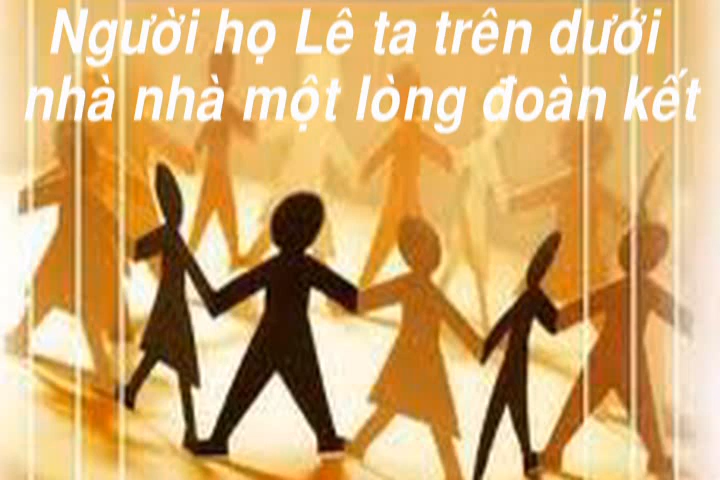 Người họ Lê ta trên dưới
nhà nhà một lòng đoàn kết